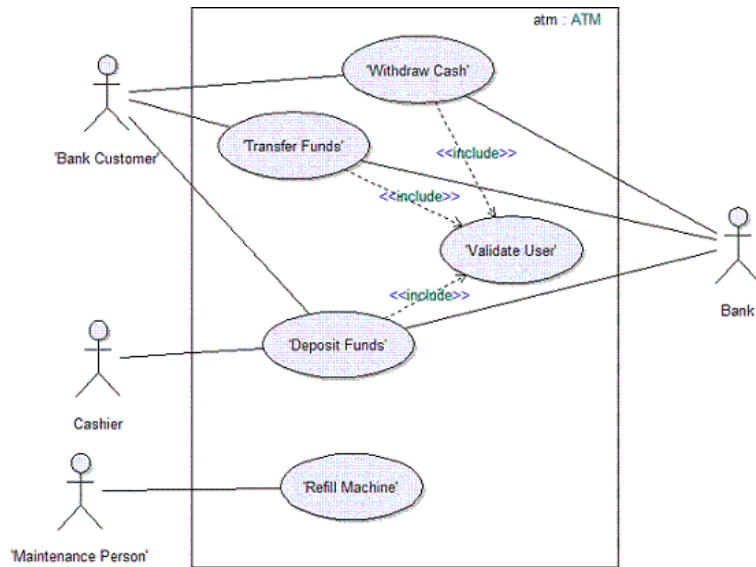 atm : ATM
'Withdraw Cash'
'Transfer Funds'
'Bank Customer'
<<include>>
<<include>>
'Validate User'
<<include>>
Bank
'Deposit Funds'
Cashier
'Refill Machine'
'Maintenance Person'